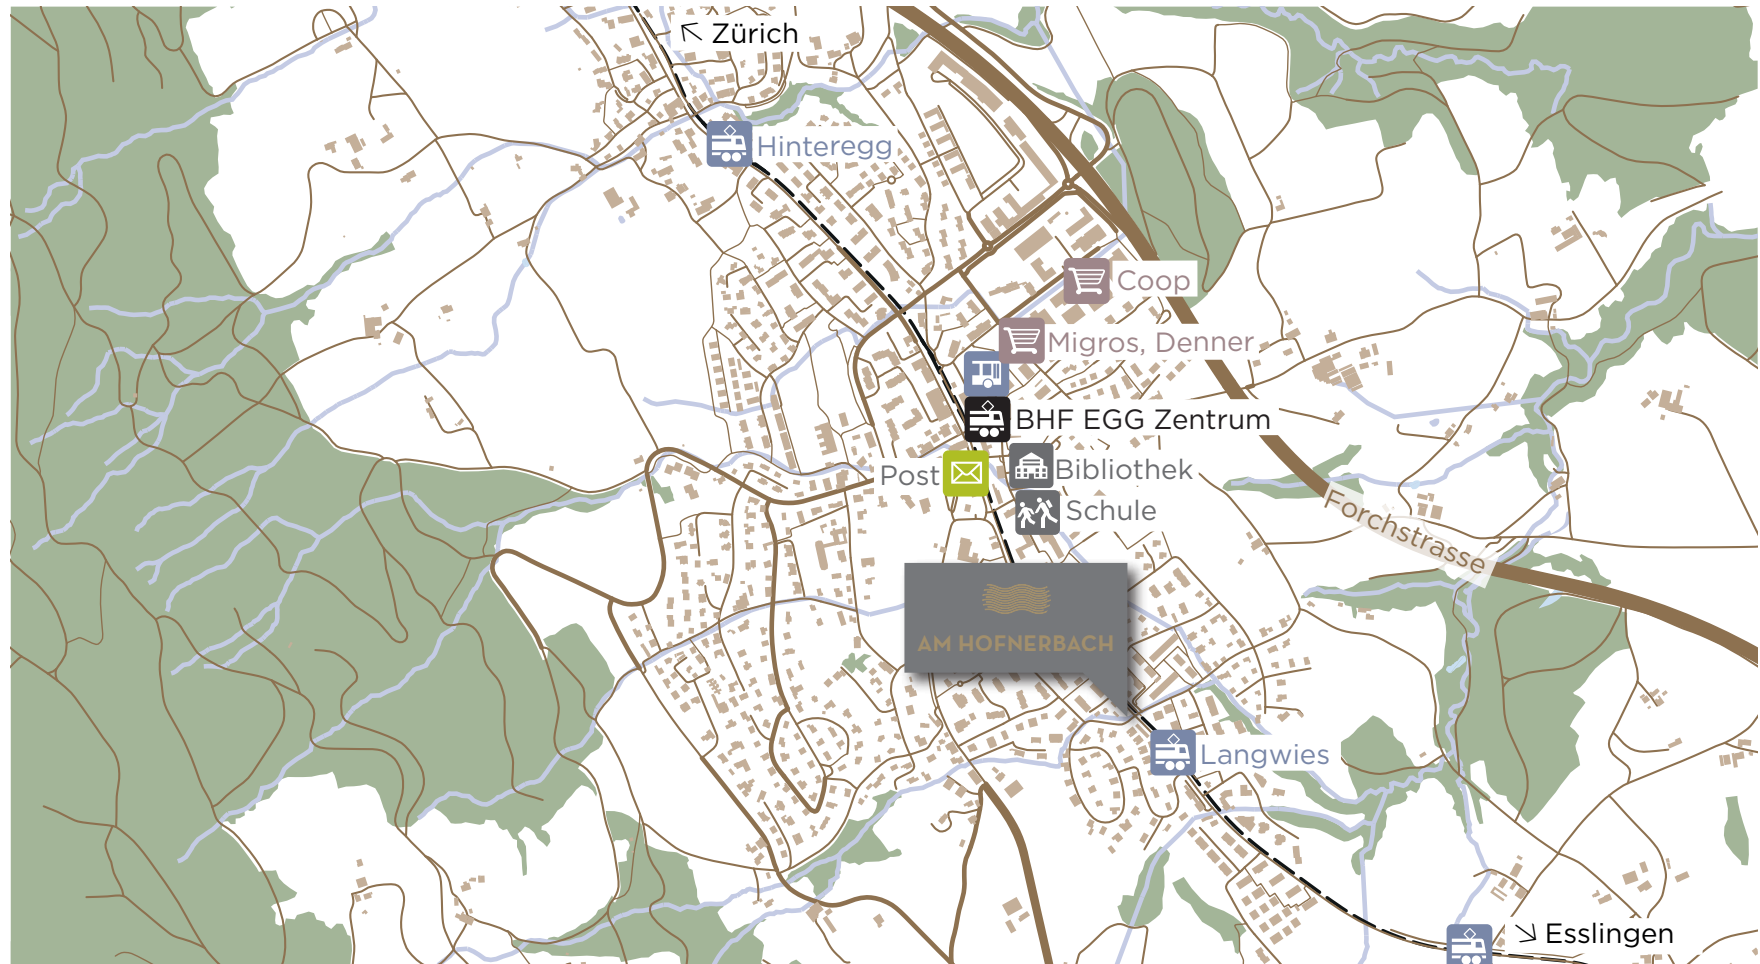 Zürich
Hinteregg
Coop
Migros, Denner
BHF EGG Zentrum
Post
Bibliothek
Schule
Forchstrasse
AM HOFNERBACH
Langwies
Esslingen